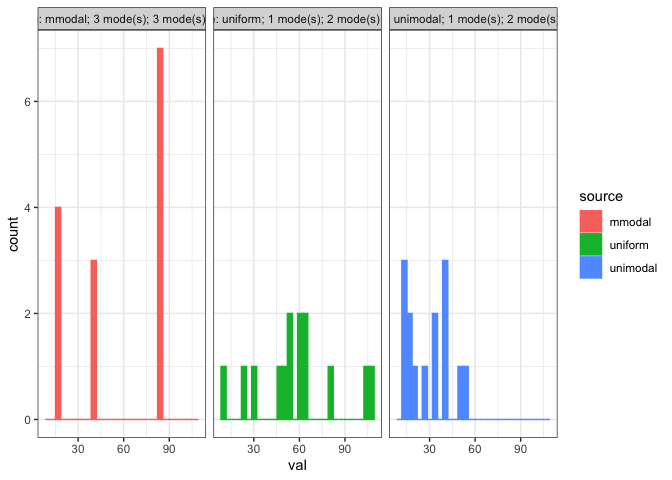 : mmodal; 3 mode(s); 3 mode(s)
: uniform; 1 mode(s); 2 mode(s)
unimodal; 1 mode(s); 2 mode(s
6
4
2
0
count
30 60 90
30 60 90
30 60 90
val
source
mmodal
uniform
unimodal